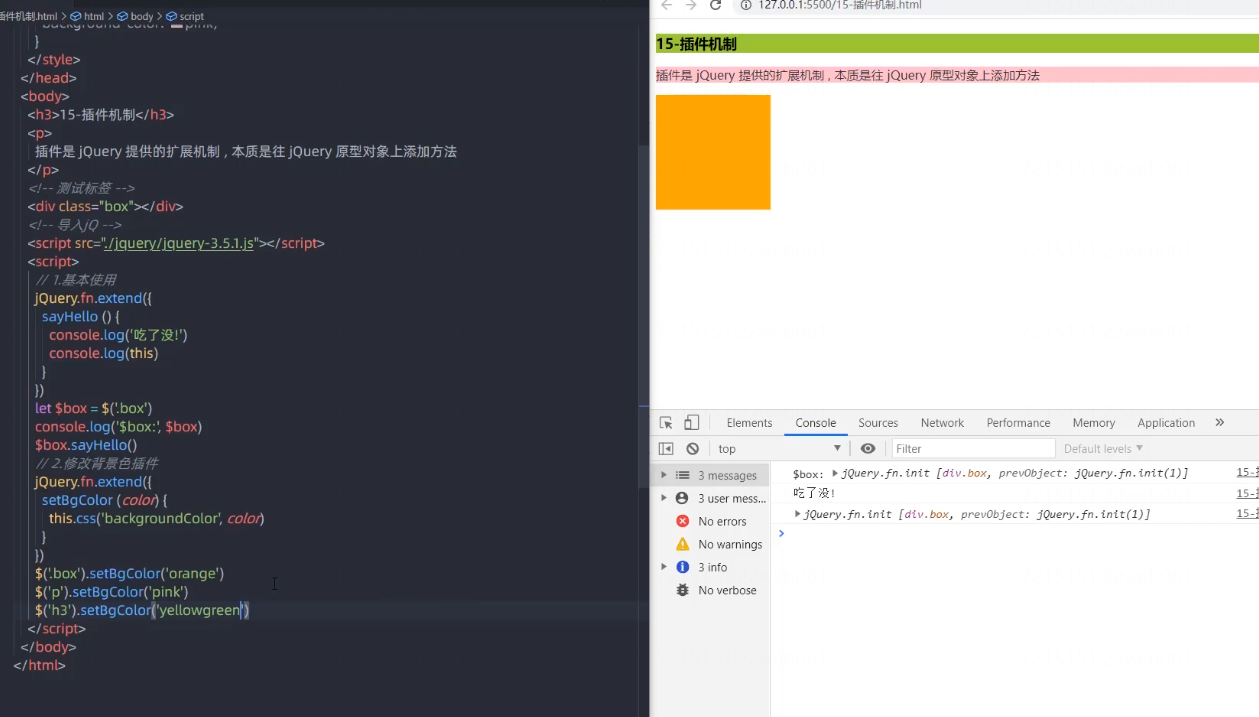 插件机制.html > html > body > script
background-color: pink;
}
</style>
</head>
<body>
<h3>15-插件机制</h3>
<p>
插件是 jQuery 提供的扩展机制 , 本质是往 jQuery 原型对象上添加方法
</p>
<!-- 测试标签 -->
<div class="box"></div>
<!-- 导入jQ -->
<script src="./jquery/jquery-3.5.1.js"></script>
<script>
// 1.基本使用
jQuery.fn.extend({
sayHello () {
console.log('吃了没!')
console.log(this)
}
})
let $box = $('.box')
console.log('$box:', $box)
$box.sayHello()
// 2.修改背景色插件
jQuery.fn.extend({
setBgColor (color) {
this.css('backgroundColor', color)
}
})
$('.box').setBgColor('orange')
$('p').setBgColor('pink')
$('h3').setBgColor('yellowgreen')
</script>
</body>
</html>
127.0.0.1:5500/15-插件机制.html
15-插件机制
插件是 jQuery 提供的扩展机制 , 本质是往 jQuery 原型对象上添加方法
Elements Console Sources Network Performance Memory Application »
top Filter Default levels
3 messages
3 user mess...
No errors
No warnings
3 info
No verbose
$box: jQuery.fn.init [div.box, prevObject: jQuery.fn.init(1)] 15-
吃了没! 15-
jQuery.fn.init [div.box, prevObject: jQuery.fn.init(1)] 15-